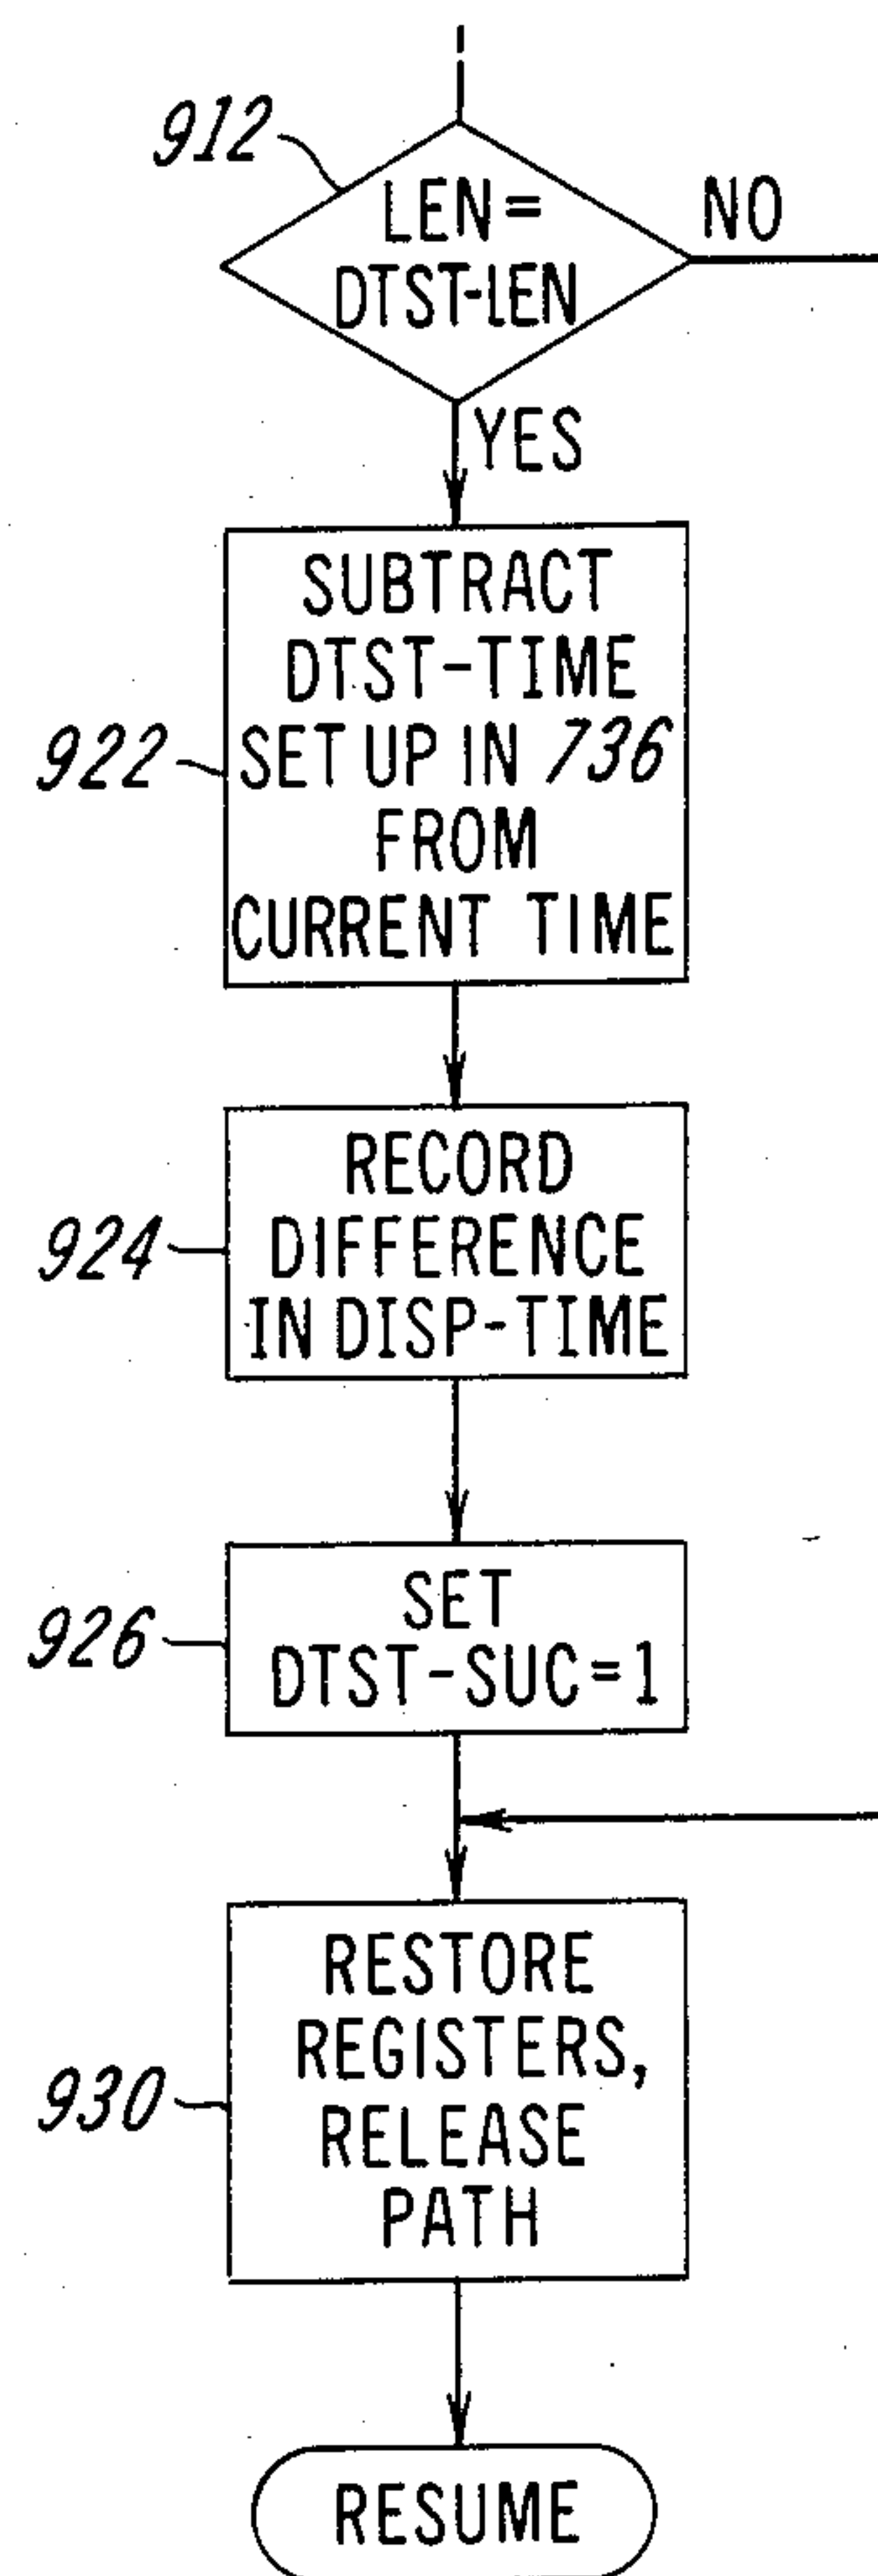 912
LEN=
DTST-LEN
NO
YES
SUBTRACT
DTST-TIME
922
SET UP IN 736
FROM
CURRENT TIME
RECORD
924
DIFFERENCE
IN DISP-TIME
SET
926
DTST-SUC=1
RESTORE
REGISTERS,
930
RELEASE
PATH
RESUME